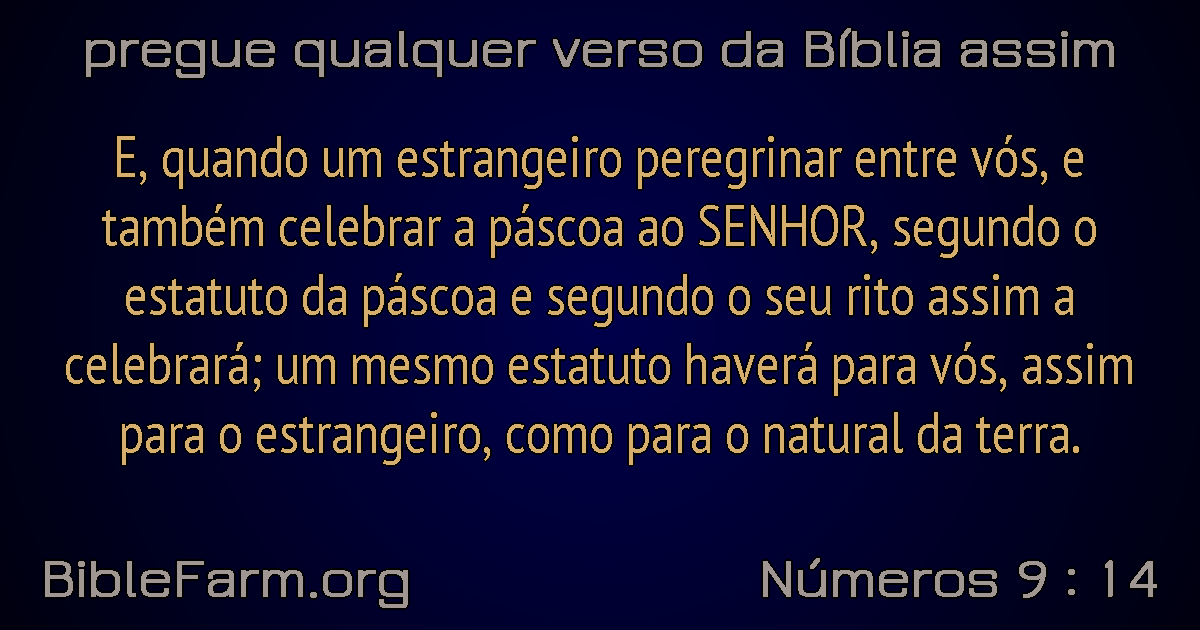 pregue qualquer verso da Bíblia assim
E, quando um estrangeiro peregrinar entre vós, e
também celebrar a páscoa ao SENHOR, segundo o
estatuto da páscoa e segundo o seu rito assim a
celebrará; um mesmo estatuto haverá para vós, assim
para o estrangeiro, como para o natural da terra.
BibleFarm.org
Números 9 : 14